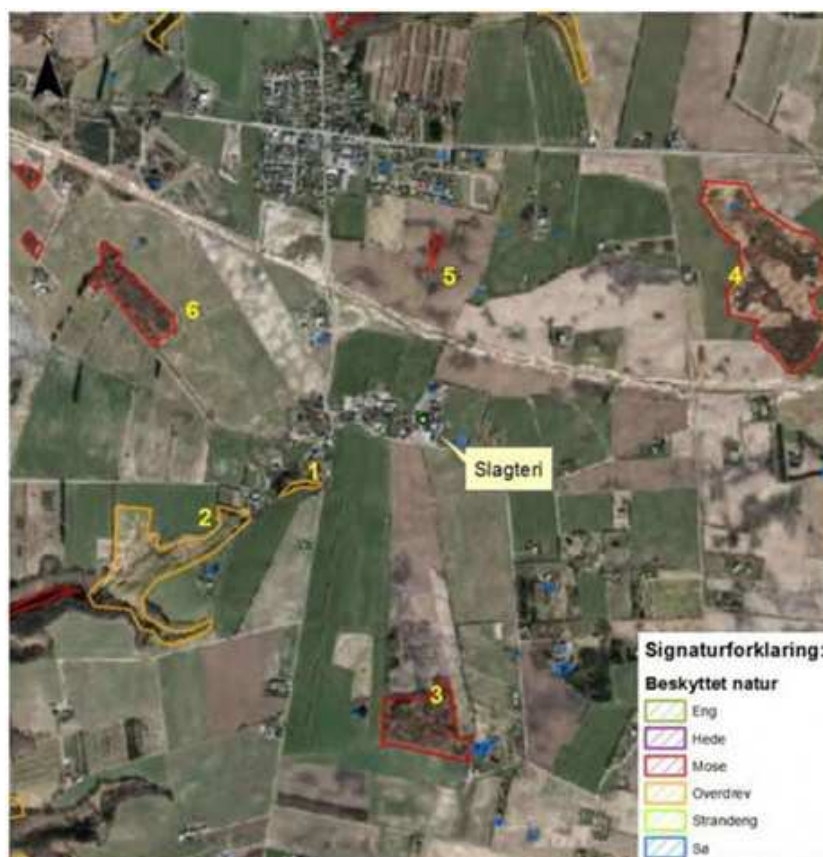 5
4
6
Slagteri
1
2
3
Signaturforklaring:
Beskyttet natur
Eng
Hede
Mose
Overdrev
Strandeng
Sø